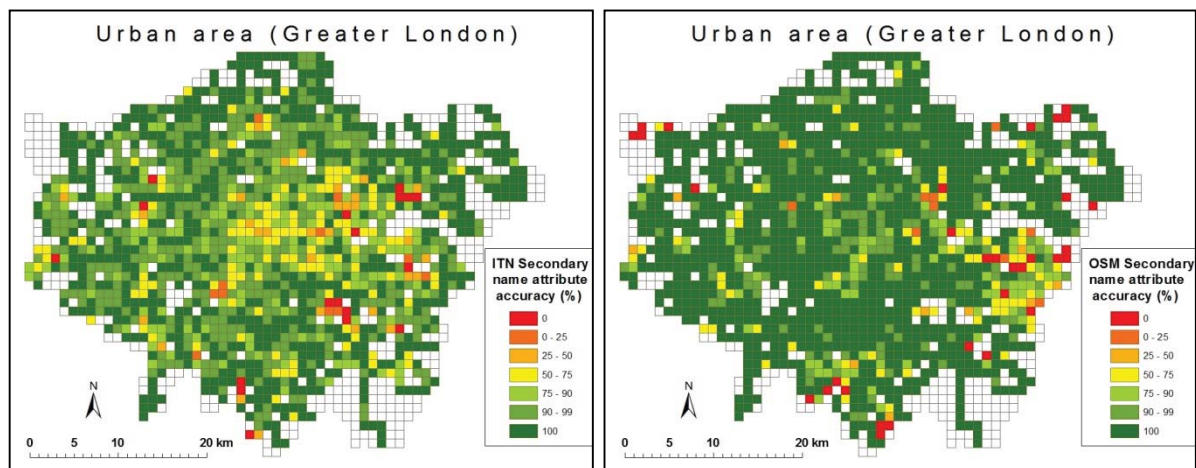 Urban area (Greater London)
ITN Secondary
name attribute
accuracy (%)
0
0 - 25
25 - 50
50 - 75
75 - 90
90 - 99
100
N
0 5 10 20 km
Urban area (Greater London)
OSM Secondary
name attribute
accuracy (%)
0
0 - 25
25 - 50
50 - 75
75 - 90
90 - 99
100
N
0 5 10 20 km